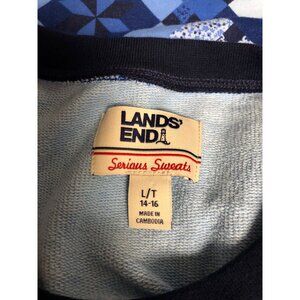 LANDS'
END
Serious Sweats
L/T
14-16
MADE IN
CAMBODIA